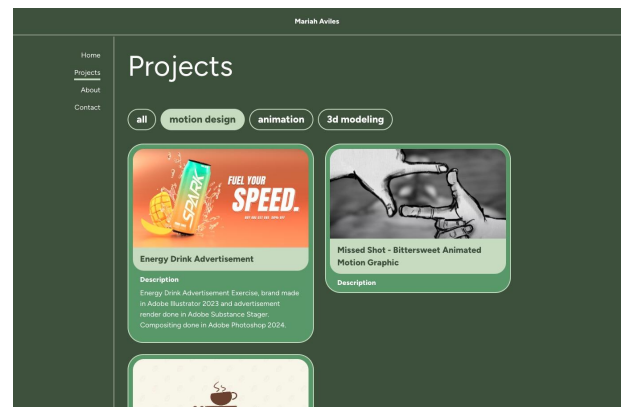 Mariah Aviles
Home
Projects
About
Contact
Projects
all
motion design
animation
3d modeling
SPARK
FUEL YOUR
SPEED.
Energy Drink Advertisement
Description
Energy Drink Advertisement Exercise, brand made
in Adobe Illustrator 2023 and advertisement
render done in Adobe Substance Stager.
Compositing done in Adobe Photoshop 2024.
Missed Shot - Bittersweet Animated
Motion Graphic
Description